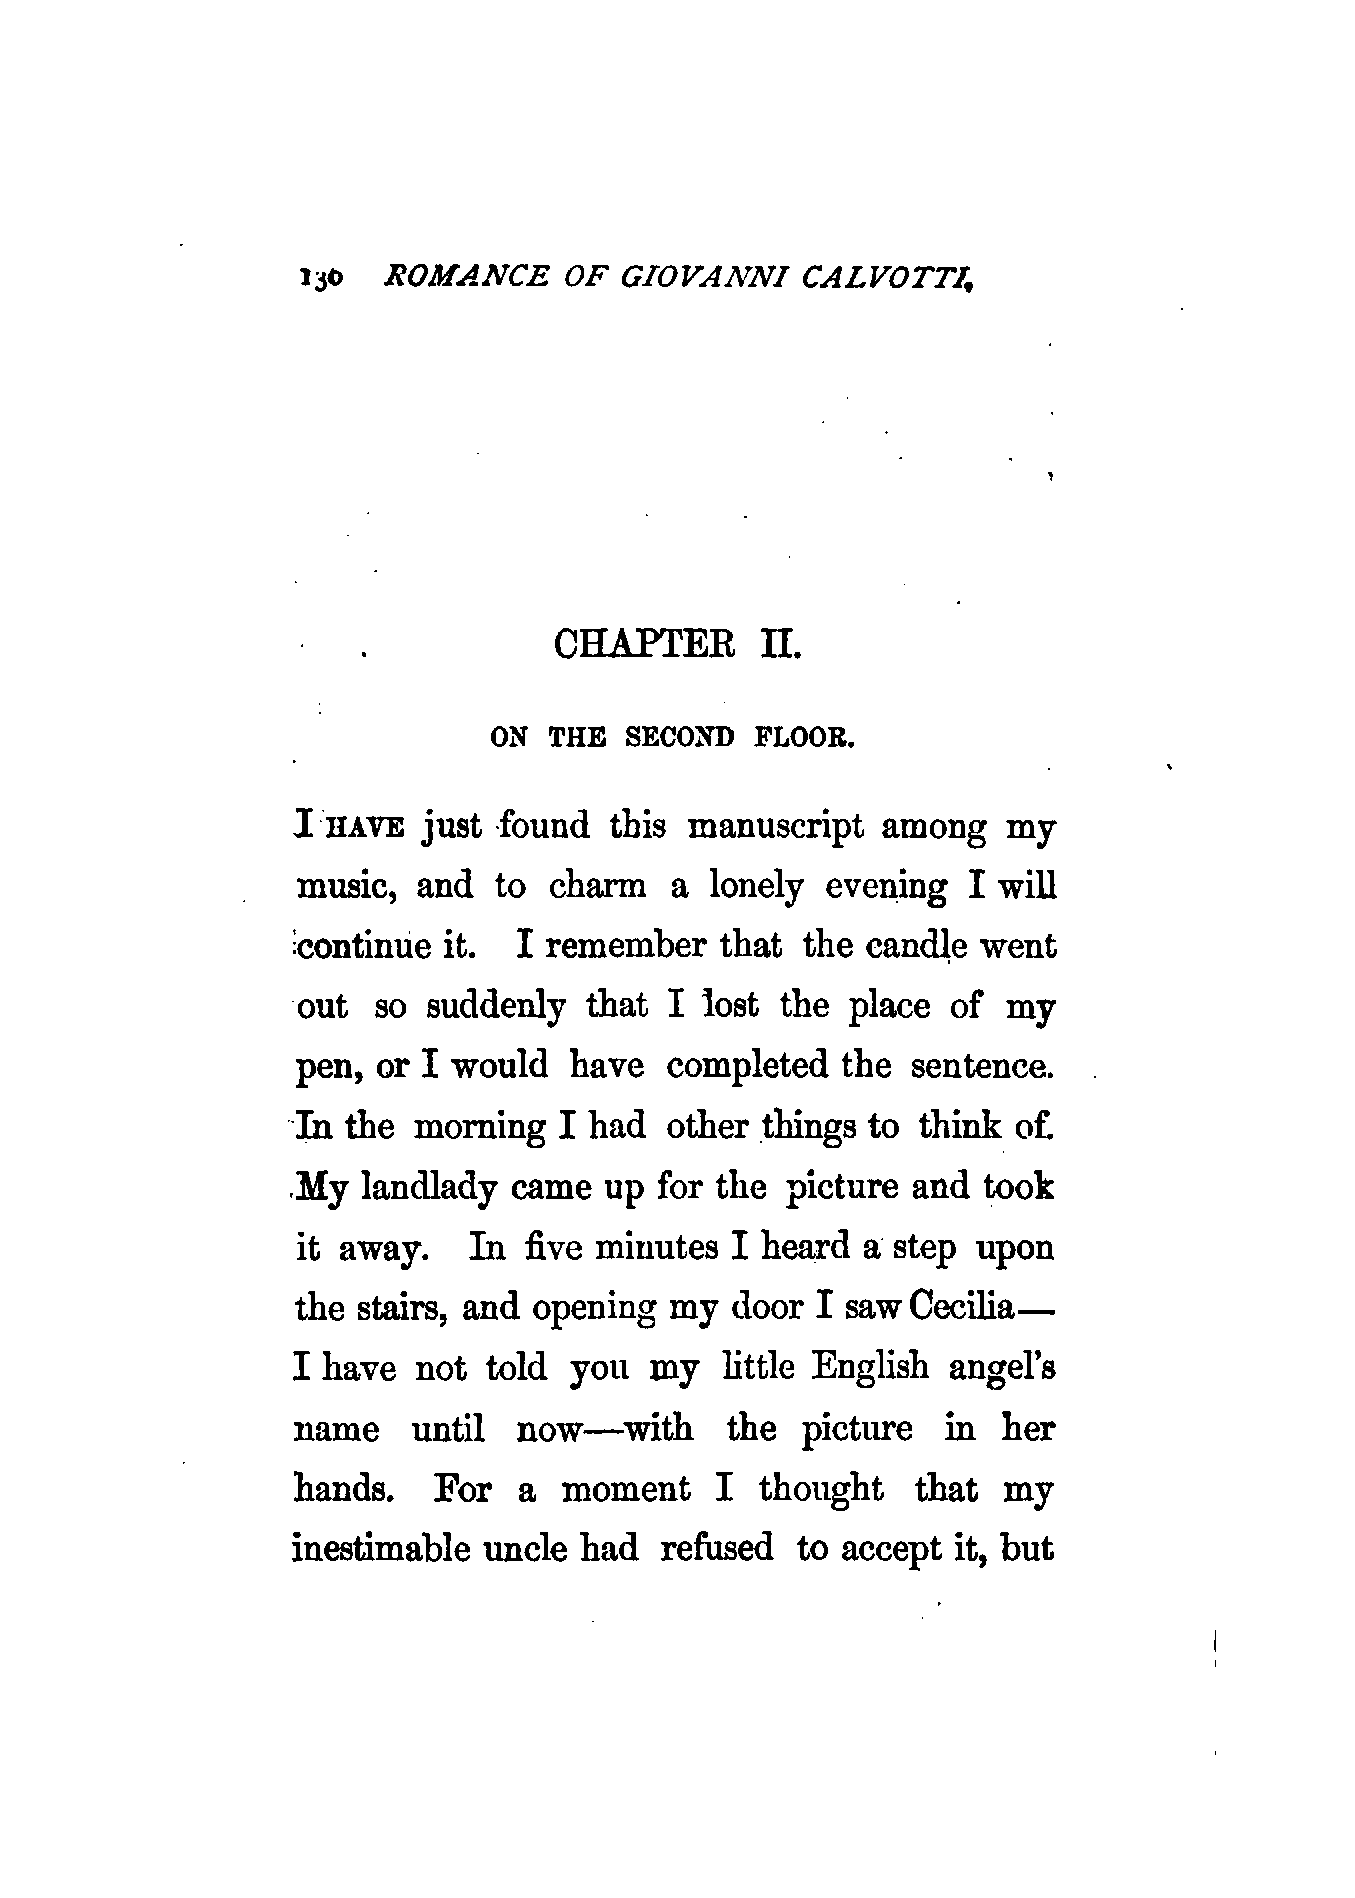 130 ROMANCE OF GIOVANNI CALVOTTI.
CHAPTER II.
ON THE SECOND FLOOR.
I HAVE just found this manuscript among my
music, and to charm a lonely evening I will
continue it. I remember that the candle went
out so suddenly that I lost the place of my
pen, or I would have completed the sentence.
In the morning I had other things to think of.
My landlady came up for the picture and took
it away. In five minutes I heard a step upon
the stairs, and opening my door I saw Cecilia—
I have not told you my little English angel's
name until now—with the picture in her
hands. For a moment I thought that my
inestimable uncle had refused to accept it, but